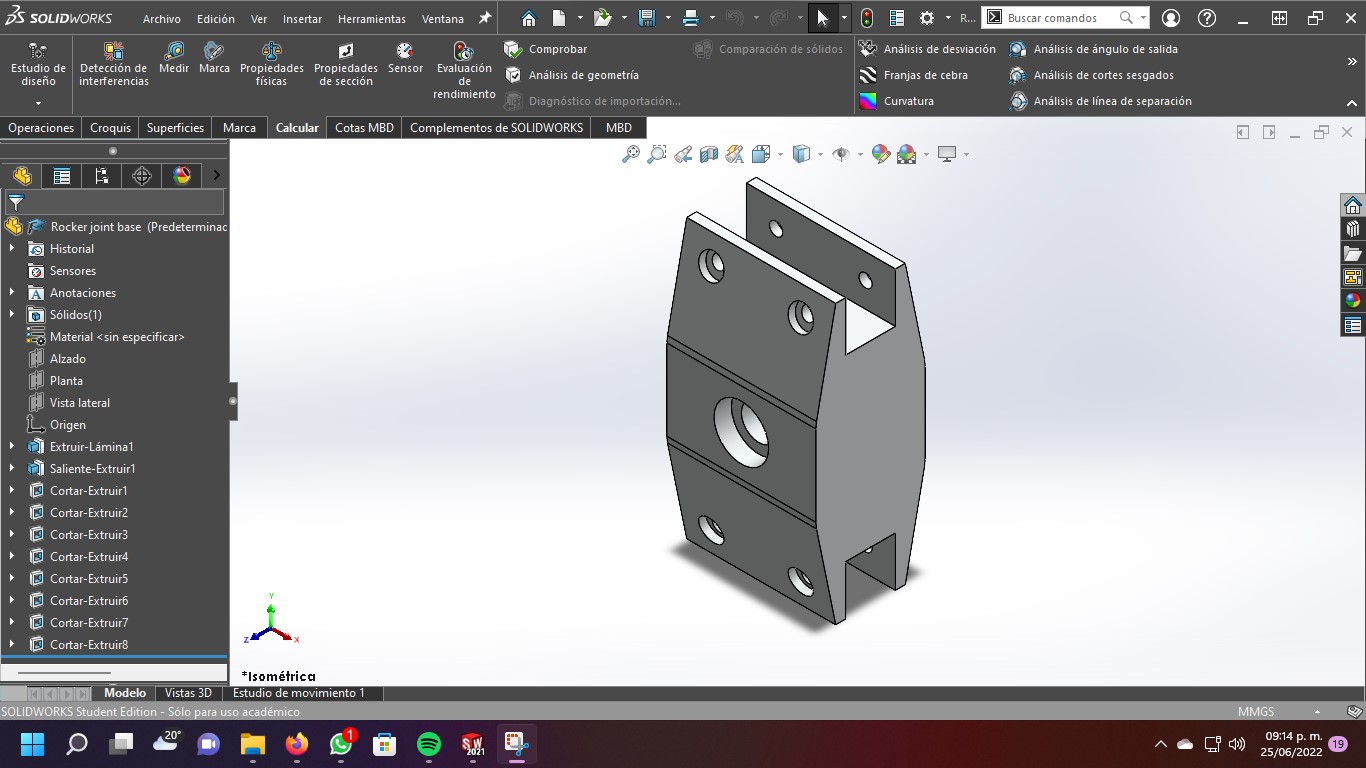 SOLIDWORKS
Archivo Edición Ver Insertar Herramientas Ventana
R...
Buscar comandos
Estudio de
diseño
Detección de
interferencias
Medir
Marca
Propiedades
físicas
Propiedades
de sección
Sensor
Evaluación
de
rendimiento
Comprobar
Análisis de geometría
Diagnóstico de importación...
Comparación de sólidos
Análisis de desviación
Franjas de cebra
Curvatura
Análisis de ángulo de salida
Análisis de cortes sesgados
Análisis de línea de separación
Operaciones Croquis Superficies Marca Calcular Cotas MBD Complementos de SOLIDWORKS MBD
Rocker joint base (Predeterminac
Historial
Sensores
Anotaciones
Sólidos(1)
Material <sin especificar>
Alzado
Planta
Vista lateral
Origen
Extruir-Lámina1
Saliente-Extruir1
Cortar-Extruir1
Cortar-Extruir2
Cortar-Extruir3
Cortar-Extruir4
Cortar-Extruir5
Cortar-Extruir6
Cortar-Extruir7
Cortar-Extruir8
Y
Z
X
*Isométrica
Modelo Vistas 3D Estudio de movimiento 1
SOLIDWORKS Student Edition - Sólo para uso académico
MMGS
20°
1
SW
2021
09:14 p. m.
25/06/2022
19